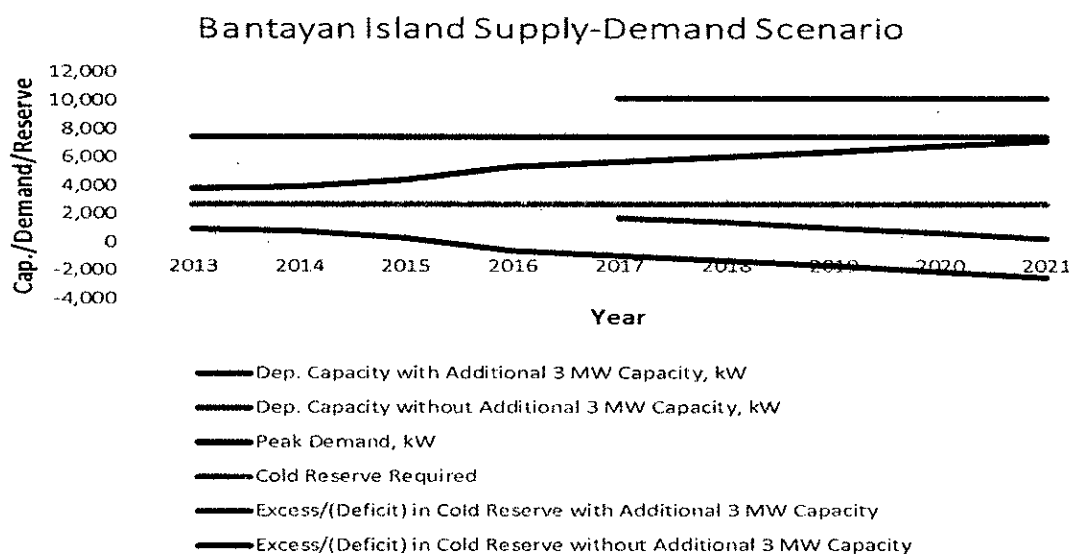 Bantayan Island Supply-Demand Scenario
Cap./Demand/Reserve
12,000
10,000
8,000
6,000
4,000
2,000
0
-2,000
-4,000
2013 2014 2015 2016 2017 2018 2019 2020 2021
Year
Dep. Capacity with Additional 3 MW Capacity, kW
Dep. Capacity without Additional 3 MW Capacity, kW
Peak Demand, kW
Cold Reserve Required
Excess/(Deficit) in Cold Reserve with Additional 3 MW Capacity
Excess/(Deficit) in Cold Reserve without Additional 3 MW Capacity